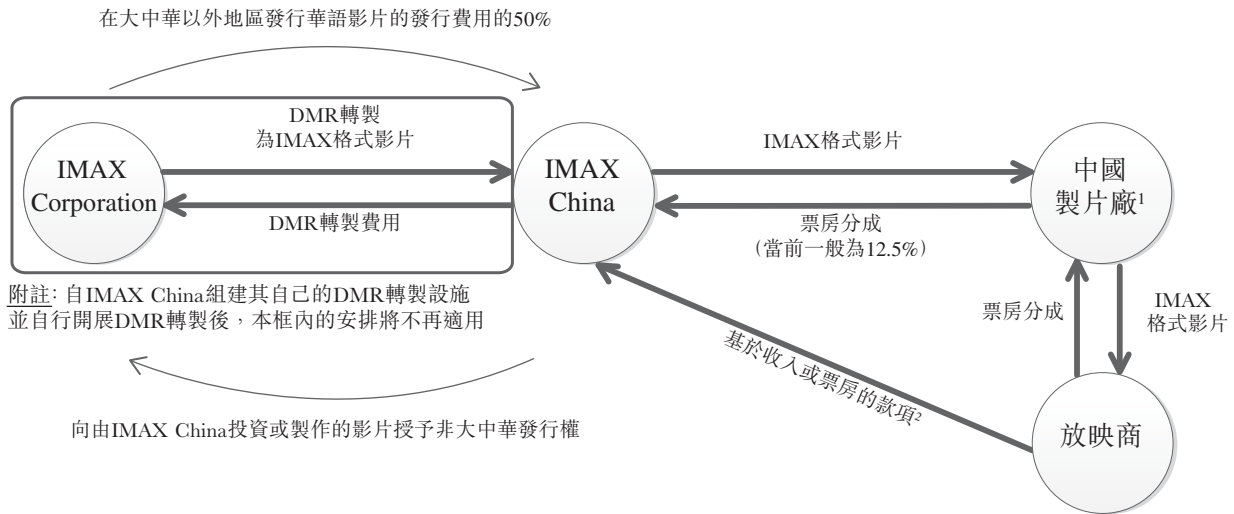 在大中華以外地區發行華語影片的發行費用的50%
DMR轉製
為IMAX格式影片
IMAX
Corporation
DMR轉製費用
IMAX
China
IMAX格式影片
票房分成
(當前一般為12.5%)
中國
製片廠¹
附註: 自IMAX China組建其自己的DMR轉製設施
並自行開展DMR轉製後，本框內的安排將不再適用
票房分成
IMAX
格式影片
基於收入或票房的款項²
放映商
向由IMAX China投資或製作的影片授予非大中華發行權